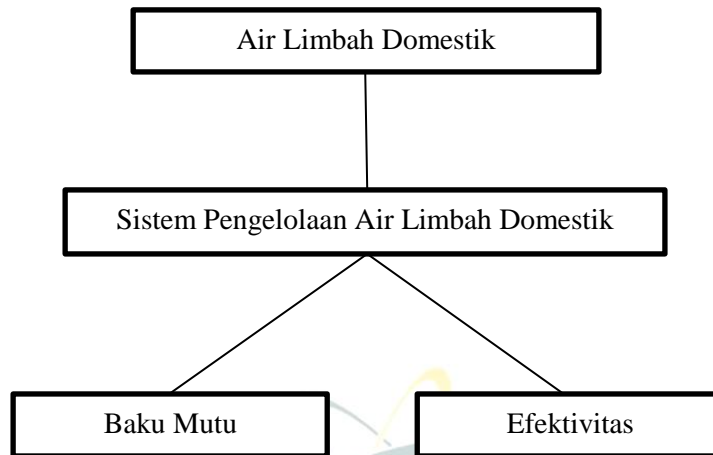 Air Limbah Domestik
Sistem Pengelolaan Air Limbah Domestik
Baku Mutu
Efektivitas